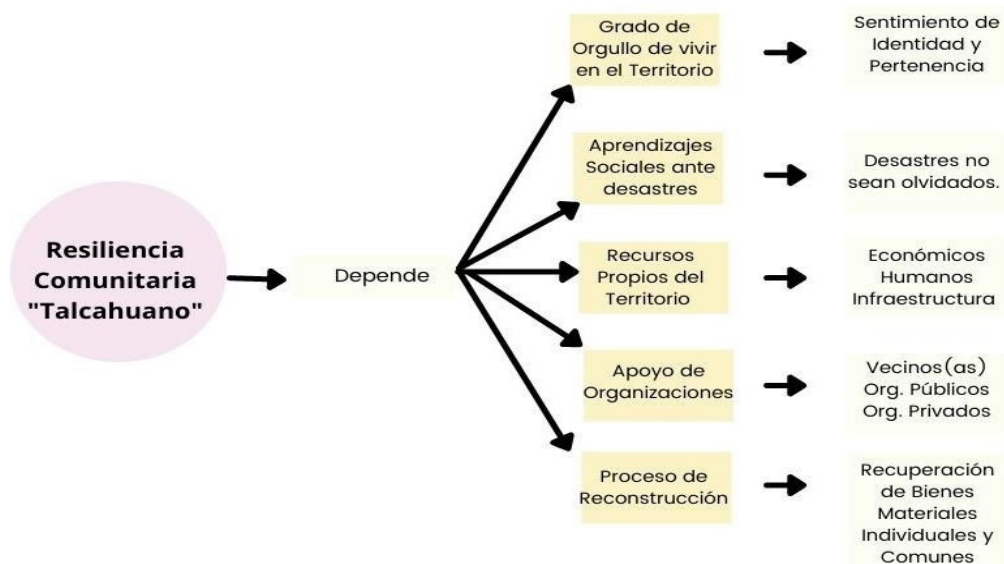 Resiliencia
Comunitaria
"Talcahuano"
Depende
Grado de
Orgullo de vivir
en el Territorio
Sentimiento de
Identidad y
Pertenencia
Aprendizajes
Sociales ante
desastres
Desastres no
sean olvidados.
Recursos
Propios del
Territorio
Económicos
Humanos
Infraestructura
Apoyo de
Organizaciones
Vecinos(as)
Org. Públicos
Org. Privados
Proceso de
Reconstrucción
Recuperación
de Bienes
Materiales
Individuales y
Comunes